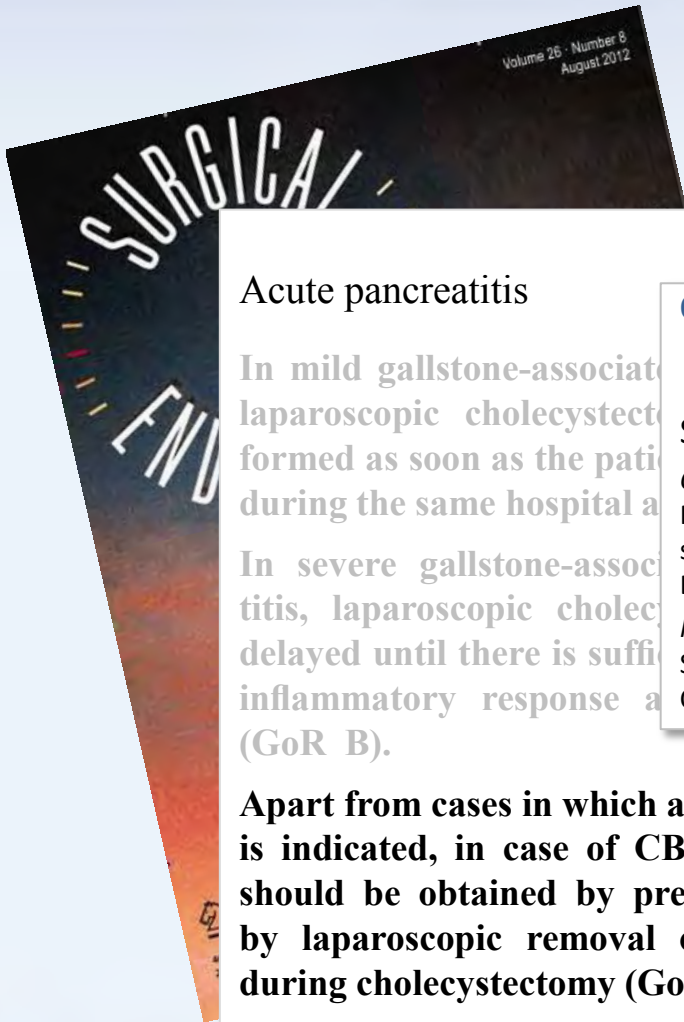 Volume 26 · Number 8
August 2012
SURGICAL
Acute pancreatitis
In mild gallstone-associate
laparoscopic cholecystect
formed as soon as the pati
during the same hospital a
In severe gallstone-associ
titis, laparoscopic cholec
delayed until there is suffi
inflammatory response a
(GoR B).
Apart from cases in which a
is indicated, in case of CB
should be obtained by pre
by laparoscopic removal
during cholecystectomy (Go